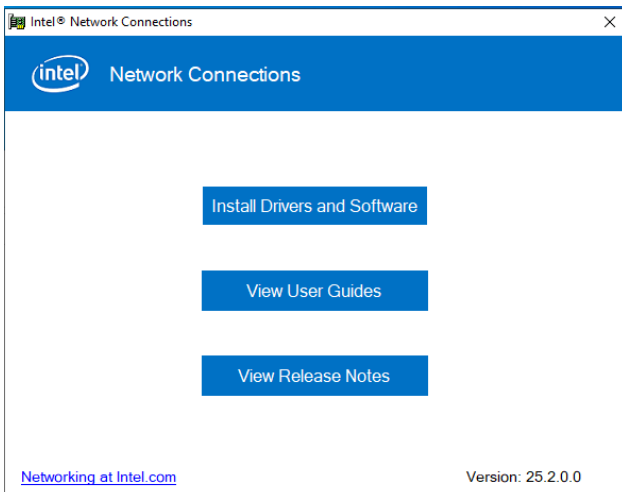 Intel® Network Connections
intel Network Connections
Install Drivers and Software
View User Guides
View Release Notes
Networking at Intel.com Version: 25.2.0.0